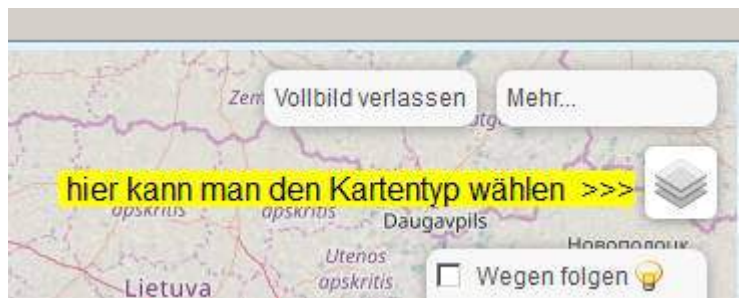 Zem
Vollbild verlassen
Mehr...
hier kann man den Kartentyp wählen >>>
apskritis
apskritis
Daugavpils
Utenos
apskritis
Новополоцк
Wegen folgen
Lietuva